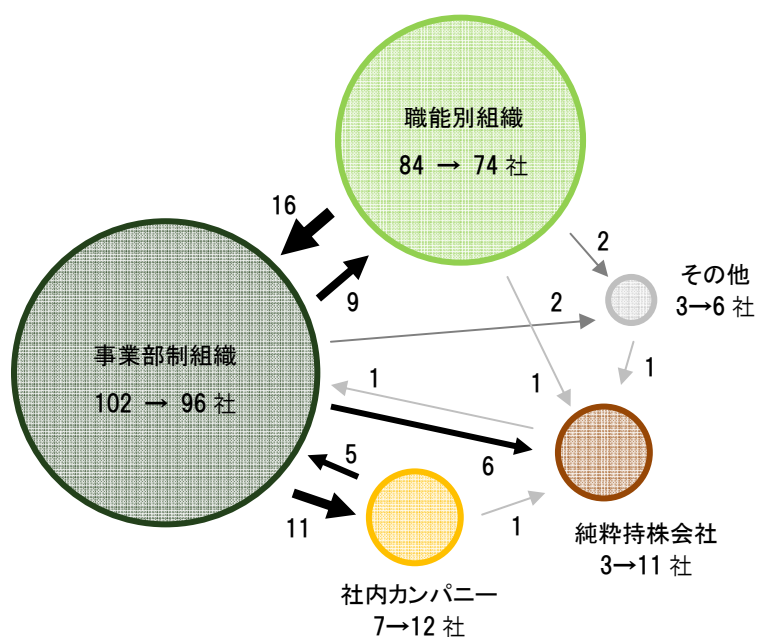 職能別組織
84 → 74 社
16
9
2
その他
3→6 社
2
事業部制組織
102 → 96 社
1
1
1
5
6
11
1
純粋持株会社
3→11 社
社内カンパニー
7→12 社